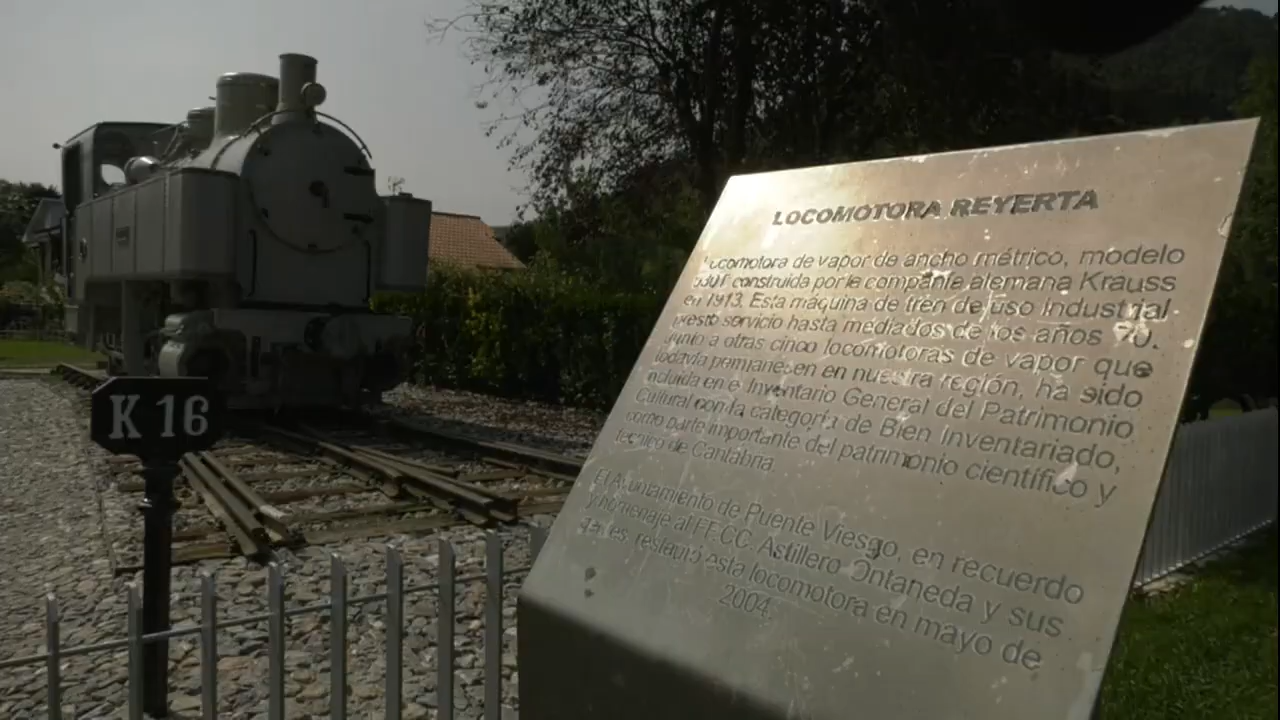 K 16
LOCOMOTORA REYERTA
Locomotora de vapor de ancho métrico, modelo
construida por la compañía alemana Krauss
en 1913. Esta máquina de tren de uso industrial
prestó servicio hasta mediados de los años 70.
Junto a otras cinco locomotoras de vapor que
todavía permanesen en nuestra región, ha sido
incluida en el Inventario General del Patrimonio
Cultural con la categoría de Bien Inventariado,
como parte importante del patrimonio científico y
técnico de Cantabria.
El Ayuntamiento de Puente Viesgo, en recuerdo
y homenaje al FF.CC. Astillero Ontaneda y sus
gentes, restauró esta locomotora en mayo de
2004.